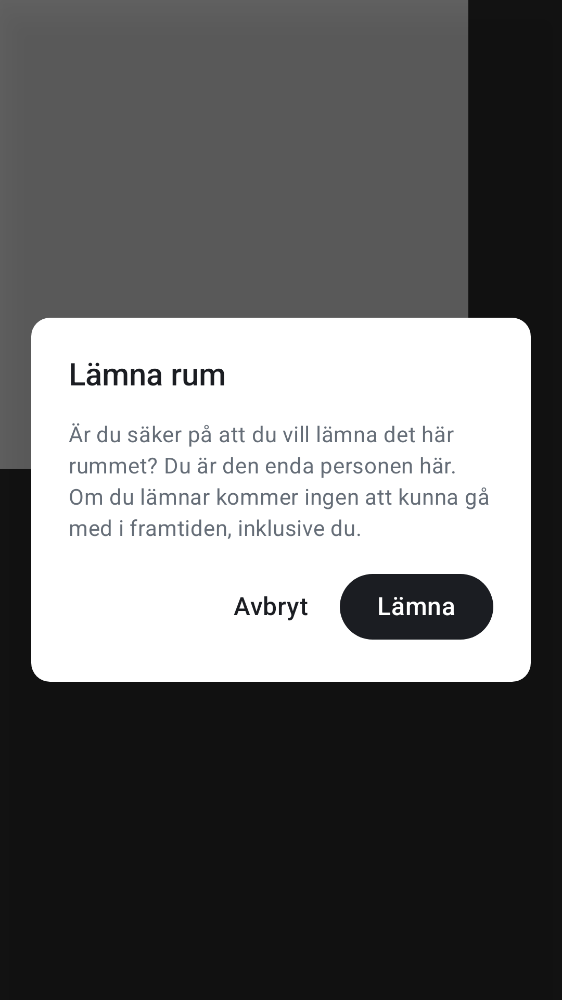 Lämna rum
Är du säker på att du vill lämna det här
rummet? Du är den enda personen här.
Om du lämnar kommer ingen att kunna gå
med i framtiden, inklusive du.
Avbryt
Lämna